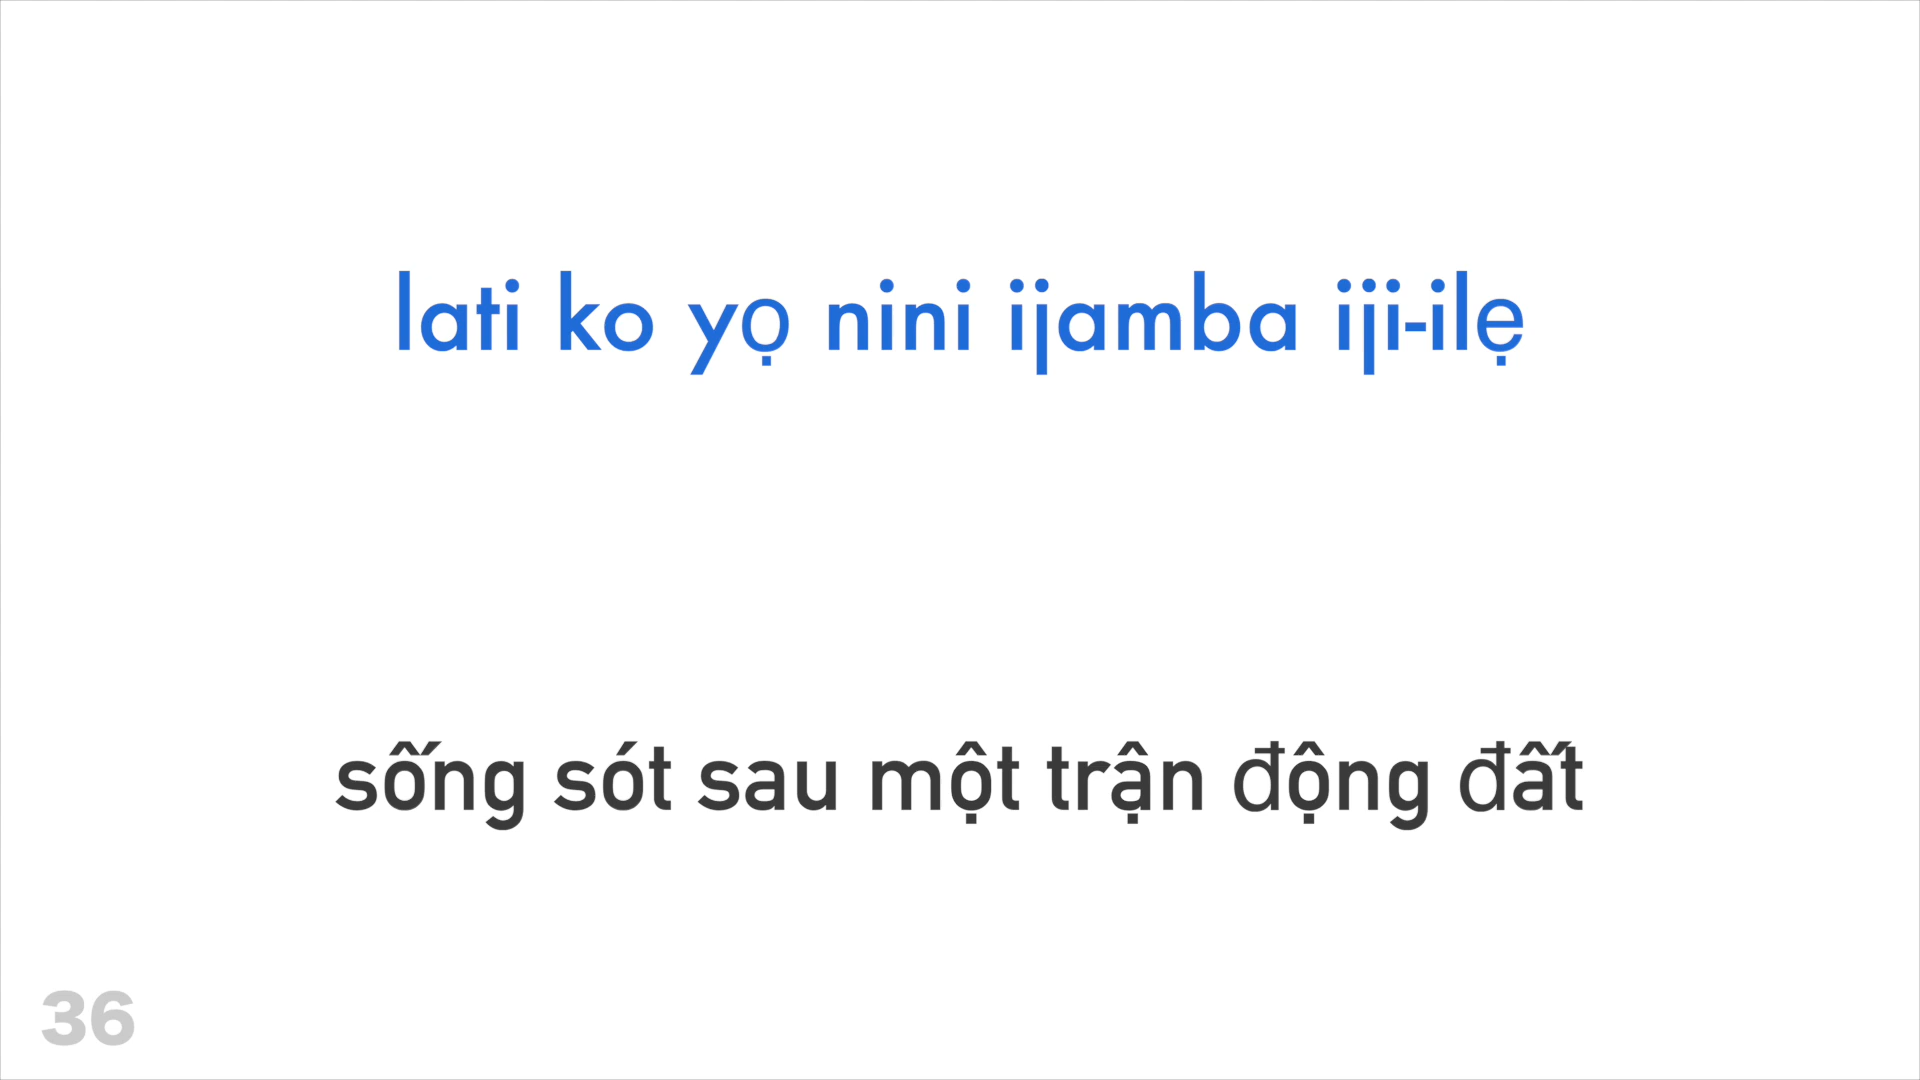 lati ko yọ nini ijamba iji-ilẹ
sống sót sau một trận động đất
36